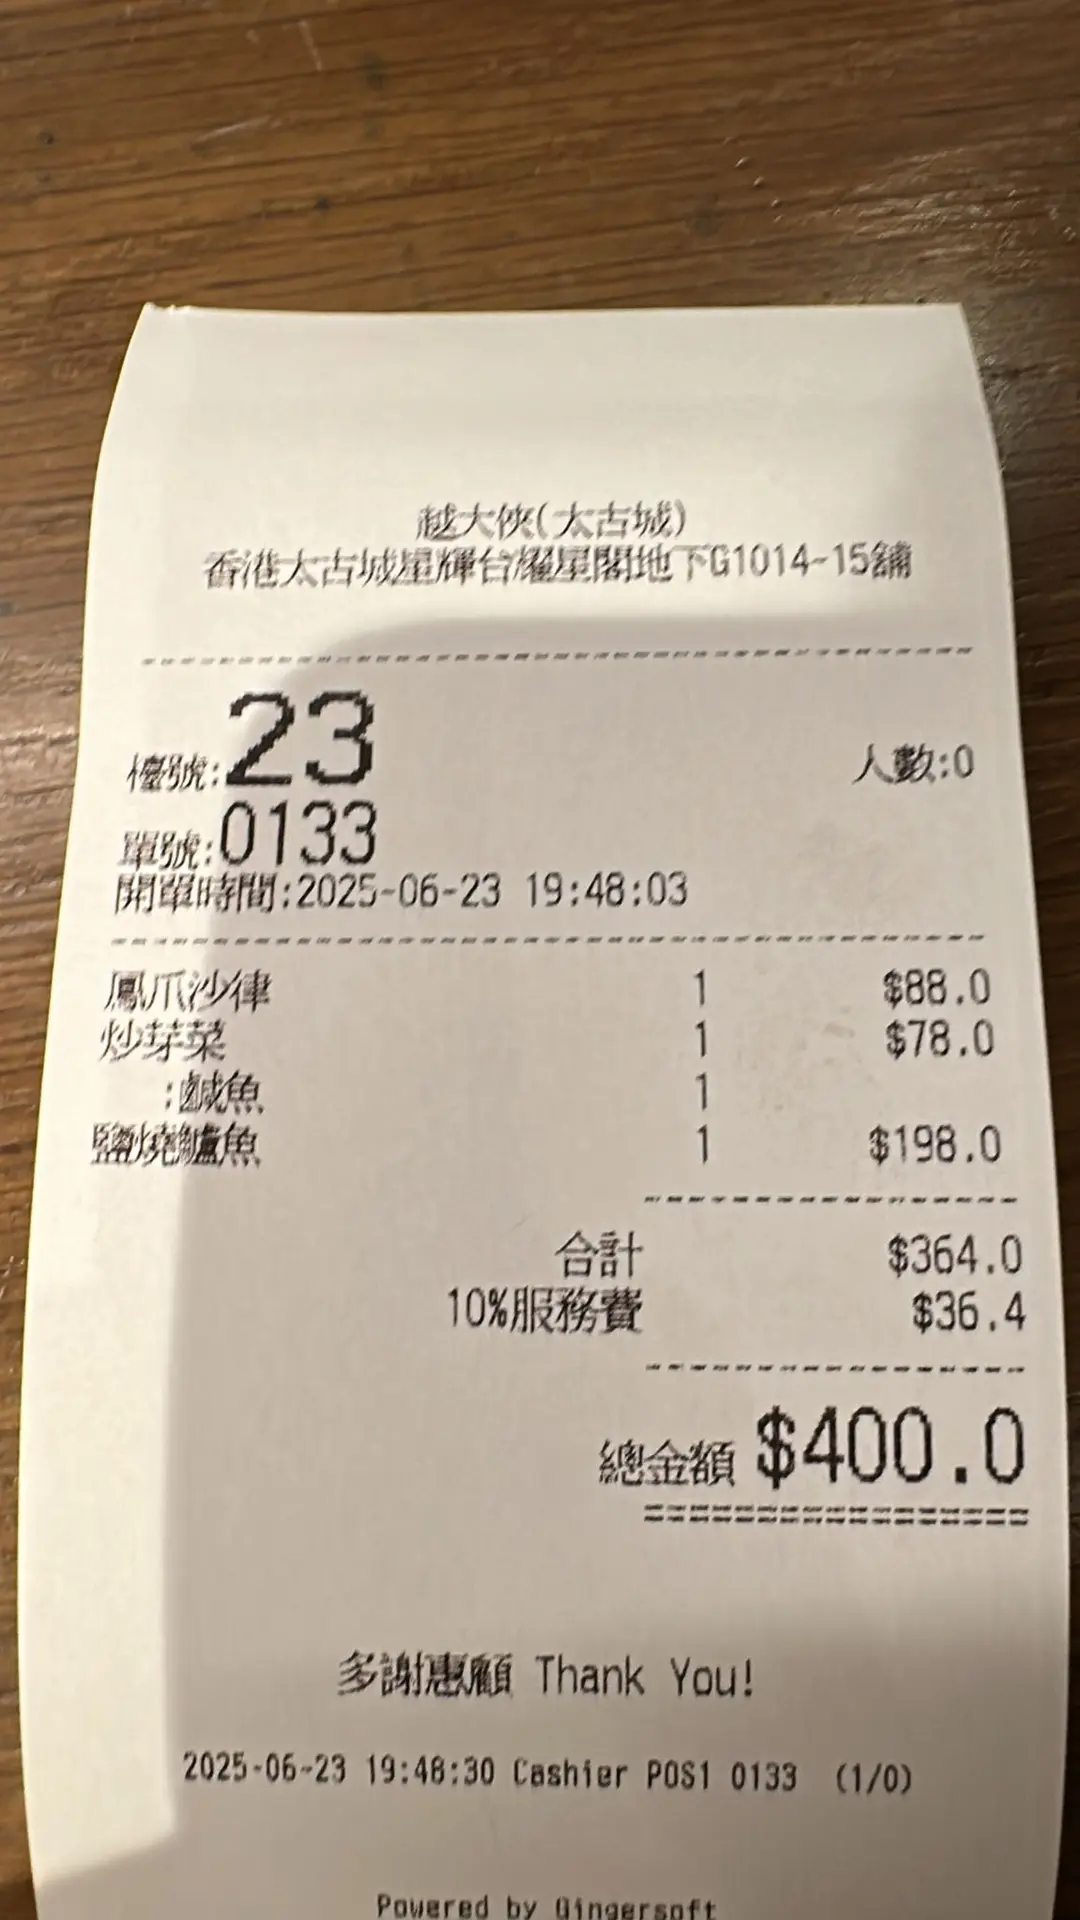 越大俠(太古城)
香港太古城星輝台耀星閣地下G1014-15舖
檯號:23 人數:0
單號:0133
開單時間:2025-06-23 19:48:03
鳳爪沙律 1 $88.0
炒芽菜 1 $78.0
:鹹魚 1
鹽燒鱸魚 1 $198.0
合計 $364.0
10%服務費 $36.4
總金額 $400.0
多謝惠顧 Thank You!
2025-06-23 19:48:30 Cashier POS1 0133 (1/0)
Powered by Gingersoft